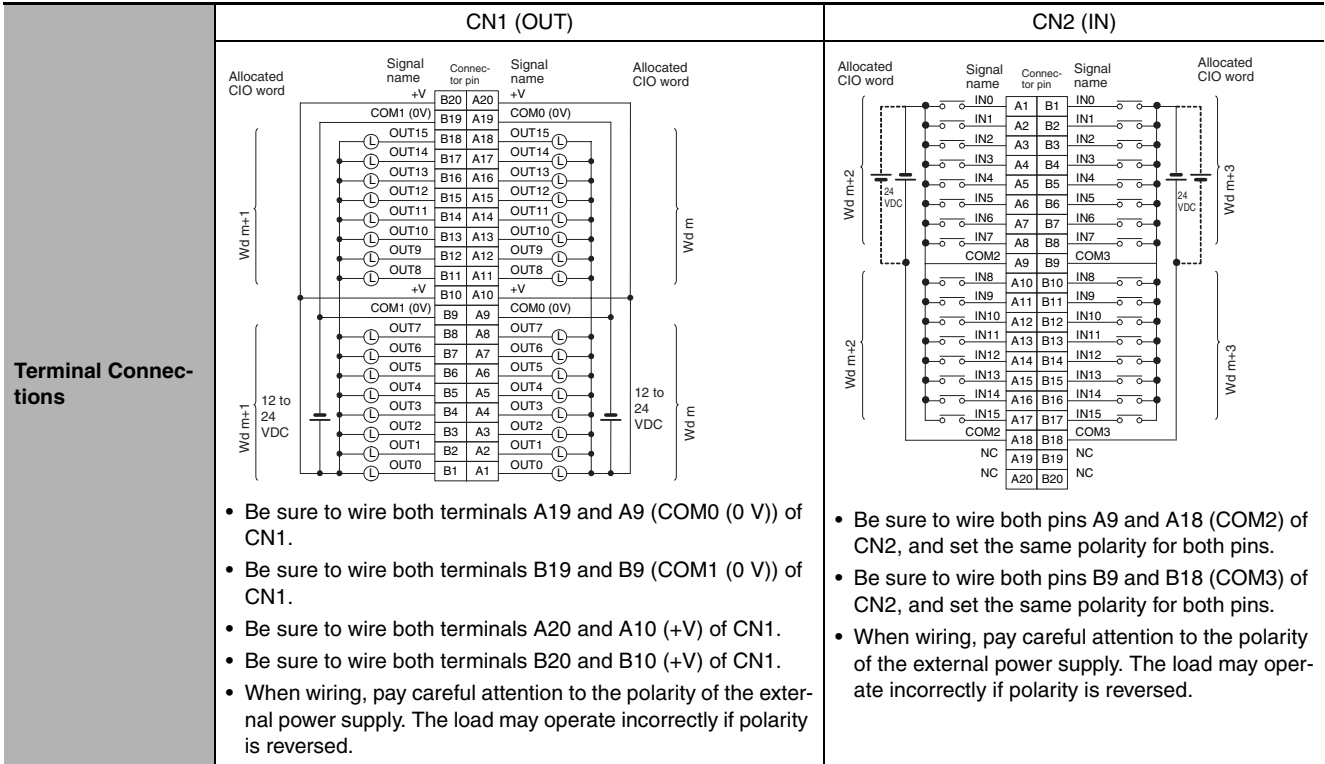 Terminal Connec-
tions
CN1 (OUT)
Allocated
CIO word
Signal
name
Connec-
tor pin
Signal
name
Allocated
CIO word
+V B20 A20 +V
COM1 (0V) B19 A19 COM0 (0V)
OUT15 L B18 A18 OUT15 L
OUT14 L B17 A17 OUT14 L
OUT13 L B16 A16 OUT13 L
OUT12 L B15 A15 OUT12 L
OUT11 L B14 A14 OUT11 L
OUT10 L B13 A13 OUT10 L
OUT9 L B12 A12 OUT9 L
OUT8 L B11 A11 OUT8 L
Wd m+1
Wd m
+V B10 A10 +V
COM1 (0V) B9 A9 COM0 (0V)
OUT7 L B8 A8 OUT7 L
OUT6 L B7 A7 OUT6 L
OUT5 L B6 A6 OUT5 L
OUT4 L B5 A5 OUT4 L
OUT3 L B4 A4 OUT3 L
OUT2 L B3 A3 OUT2 L
OUT1 L B2 A2 OUT1 L
OUT0 L B1 A1 OUT0 L
Wd m+1
12 to
24
VDC
12 to
24
VDC
Wd m
• Be sure to wire both terminals A19 and A9 (COM0 (0 V)) of
CN1.
• Be sure to wire both terminals B19 and B9 (COM1 (0 V)) of
CN1.
• Be sure to wire both terminals A20 and A10 (+V) of CN1.
• Be sure to wire both terminals B20 and B10 (+V) of CN1.
• When wiring, pay careful attention to the polarity of the exter-
nal power supply. The load may operate incorrectly if polarity
is reversed.
CN2 (IN)
Allocated
CIO word
Signal
name
Connec-
tor pin
Signal
name
Allocated
CIO word
IN0 A1 B1 IN0
IN1 A2 B2 IN1
IN2 A3 B3 IN2
IN3 A4 B4 IN3
IN4 A5 B5 IN4
IN5 A6 B6 IN5
IN6 A7 B7 IN6
IN7 A8 B8 IN7
Wd m+2
24
VDC
24
VDC
Wd m+3
COM2 A9 B9 COM3
IN8 A10 B10 IN8
IN9 A11 B11 IN9
IN10 A12 B12 IN10
IN11 A13 B13 IN11
IN12 A14 B14 IN12
IN13 A15 B15 IN13
IN14 A16 B16 IN14
IN15 A17 B17 IN15
Wd m+2
Wd m+3
COM2 A18 B18 COM3
NC A19 B19 NC
NC A20 B20 NC
• Be sure to wire both pins A9 and A18 (COM2) of
CN2, and set the same polarity for both pins.
• Be sure to wire both pins B9 and B18 (COM3) of
CN2, and set the same polarity for both pins.
• When wiring, pay careful attention to the polarity
of the external power supply. The load may oper-
ate incorrectly if polarity is reversed.